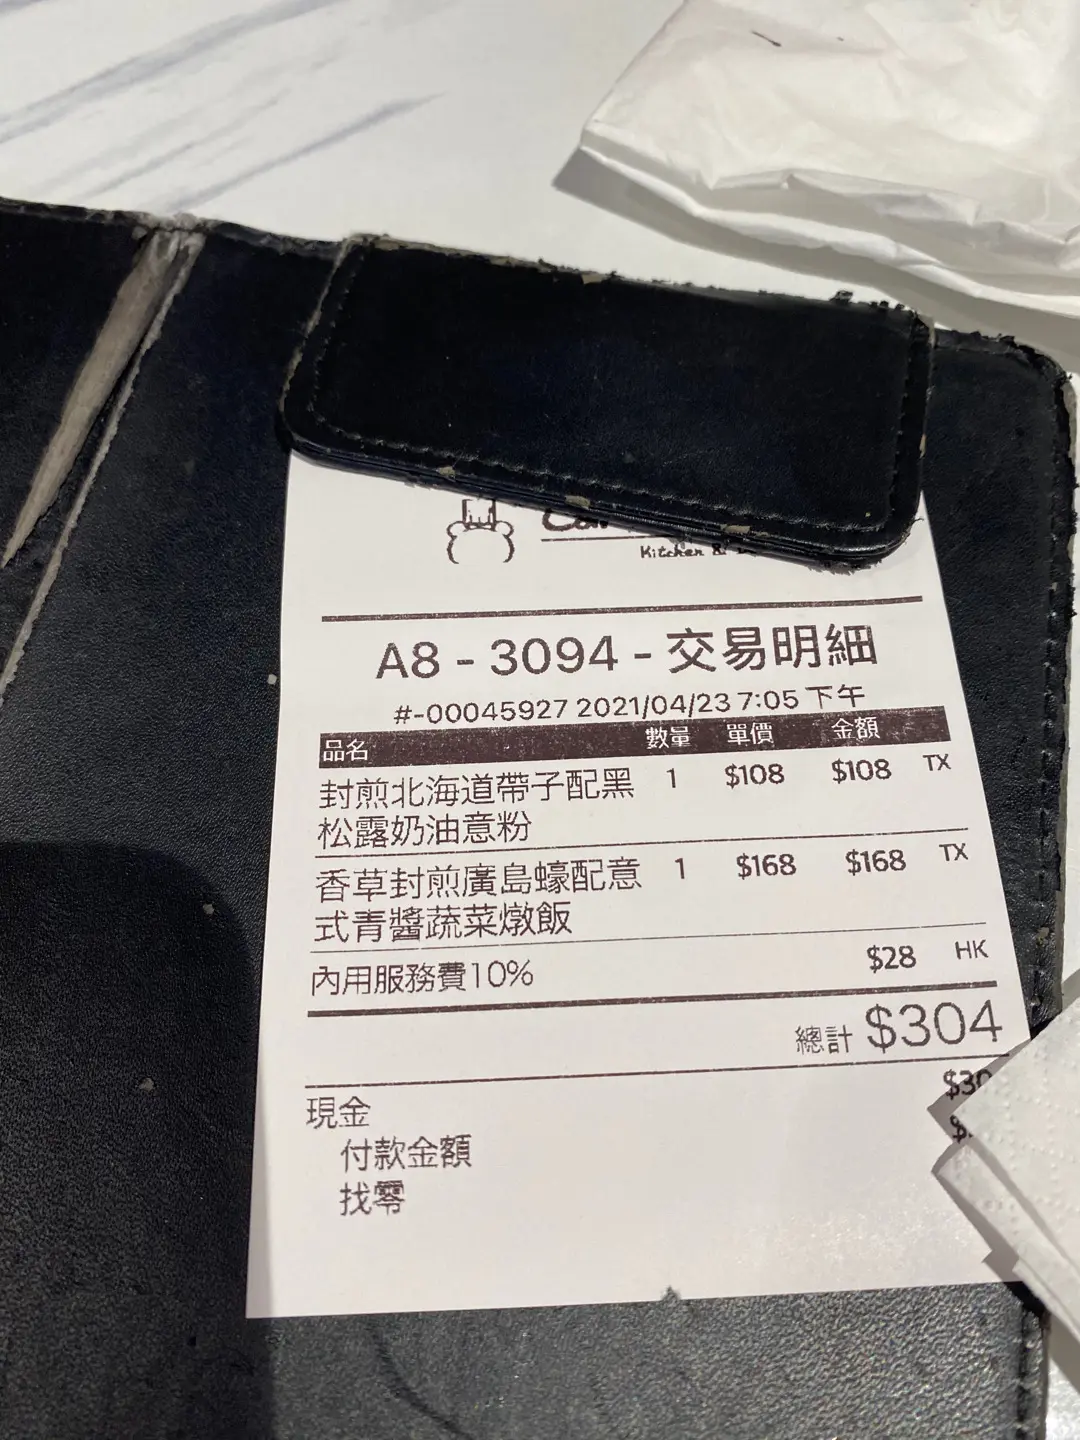 Kitchen &
A8 - 3094 - 交易明細
#-00045927 2021/04/23 7:05 下午
品名 數量 單價 金額
封煎北海道帶子配黑 1 $108 $108 TX
松露奶油意粉
香草封煎廣島蠔配意 1 $168 $168 TX
式青醬蔬菜燉飯
內用服務費10% $28 HK
總計 $304
現金
付款金額
找零